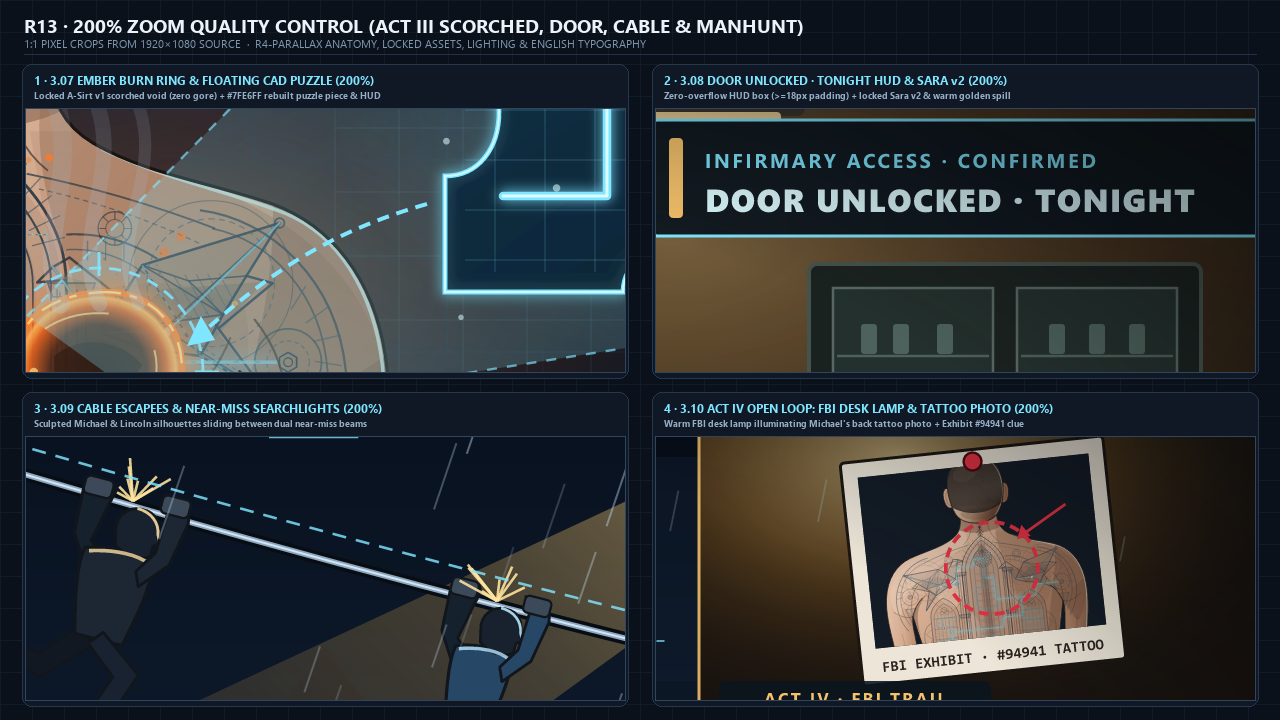 R13 · 200% ZOOM QUALITY CONTROL (ACT III SCORCHED, DOOR, CABLE & MANHUNT)
1:1 PIXEL CROPS FROM 1920×1080 SOURCE · R4-PARALLAX ANATOMY, LOCKED ASSETS, LIGHTING & ENGLISH TYPOGRAPHY
1 · 3.07 EMBER BURN RING & FLOATING CAD PUZZLE (200%)
Locked A-Sirt v1 scorched void (zero gore) + #7FE6FF rebuilt puzzle piece & HUD
2 · 3.08 DOOR UNLOCKED · TONIGHT HUD & SARA v2 (200%)
Zero-overflow HUD box (>=18px padding) + locked Sara v2 & warm golden spill
INFIRMARY ACCESS · CONFIRMED
DOOR UNLOCKED · TONIGHT
3 · 3.09 CABLE ESCAPEES & NEAR-MISS SEARCHLIGHTS (200%)
Sculpted Michael & Lincoln silhouettes sliding between dual near-miss beams
4 · 3.10 ACT IV OPEN LOOP: FBI DESK LAMP & TATTOO PHOTO (200%)
Warm FBI desk lamp illuminating Michael's back tattoo photo + Exhibit #94941 clue
FBI EXHIBIT · #94941 TATTOO
ACT IV · FBI TRAIL